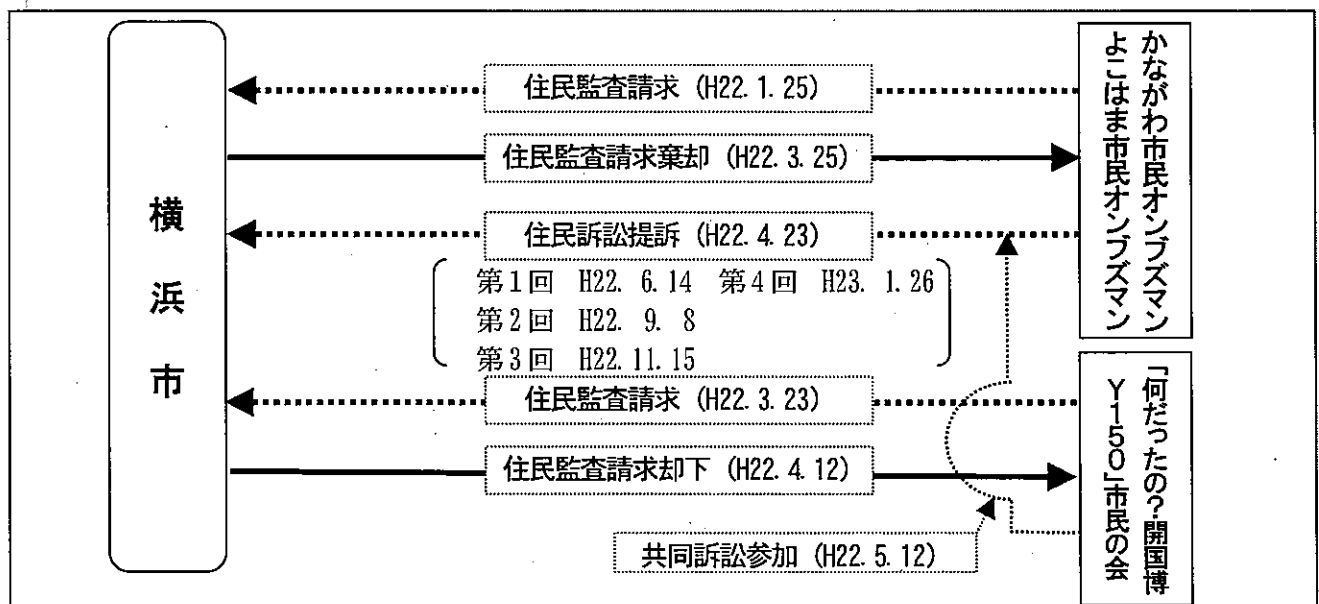 横浜市
住民監査請求 (H22. 1. 25)
住民監査請求棄却 (H22. 3. 25)
住民訴訟提訴 (H22. 4. 23)
第1回 H22. 6. 14 第4回 H23. 1. 26
第2回 H22. 9. 8
第3回 H22. 11. 15
住民監査請求 (H22. 3. 23)
住民監査請求却下 (H22. 4. 12)
共同訴訟参加 (H22. 5. 12)
かながわ市民オンブズマン
よこはま市民オンブズマン
「何だったの?開国博
Y150」市民の会